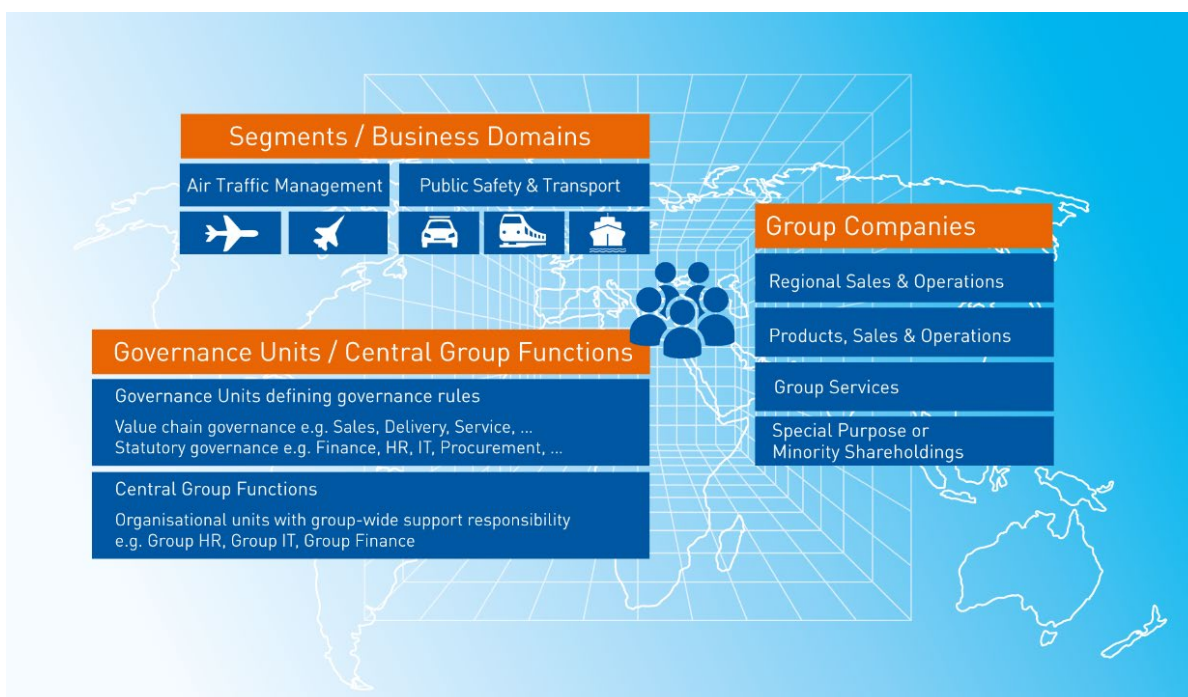 Segments / Business Domains
Air Traffic Management
Public Safety & Transport
Group Companies
Regional Sales & Operations
Products, Sales & Operations
Group Services
Special Purpose or
Minority Shareholdings
Governance Units / Central Group Functions
Governance Units defining governance rules
Value chain governance e.g. Sales, Delivery, Service, ...
Statutory governance e.g. Finance, HR, IT, Procurement, ...
Central Group Functions
Organisational units with group-wide support responsibility
e.g. Group HR, Group IT, Group Finance